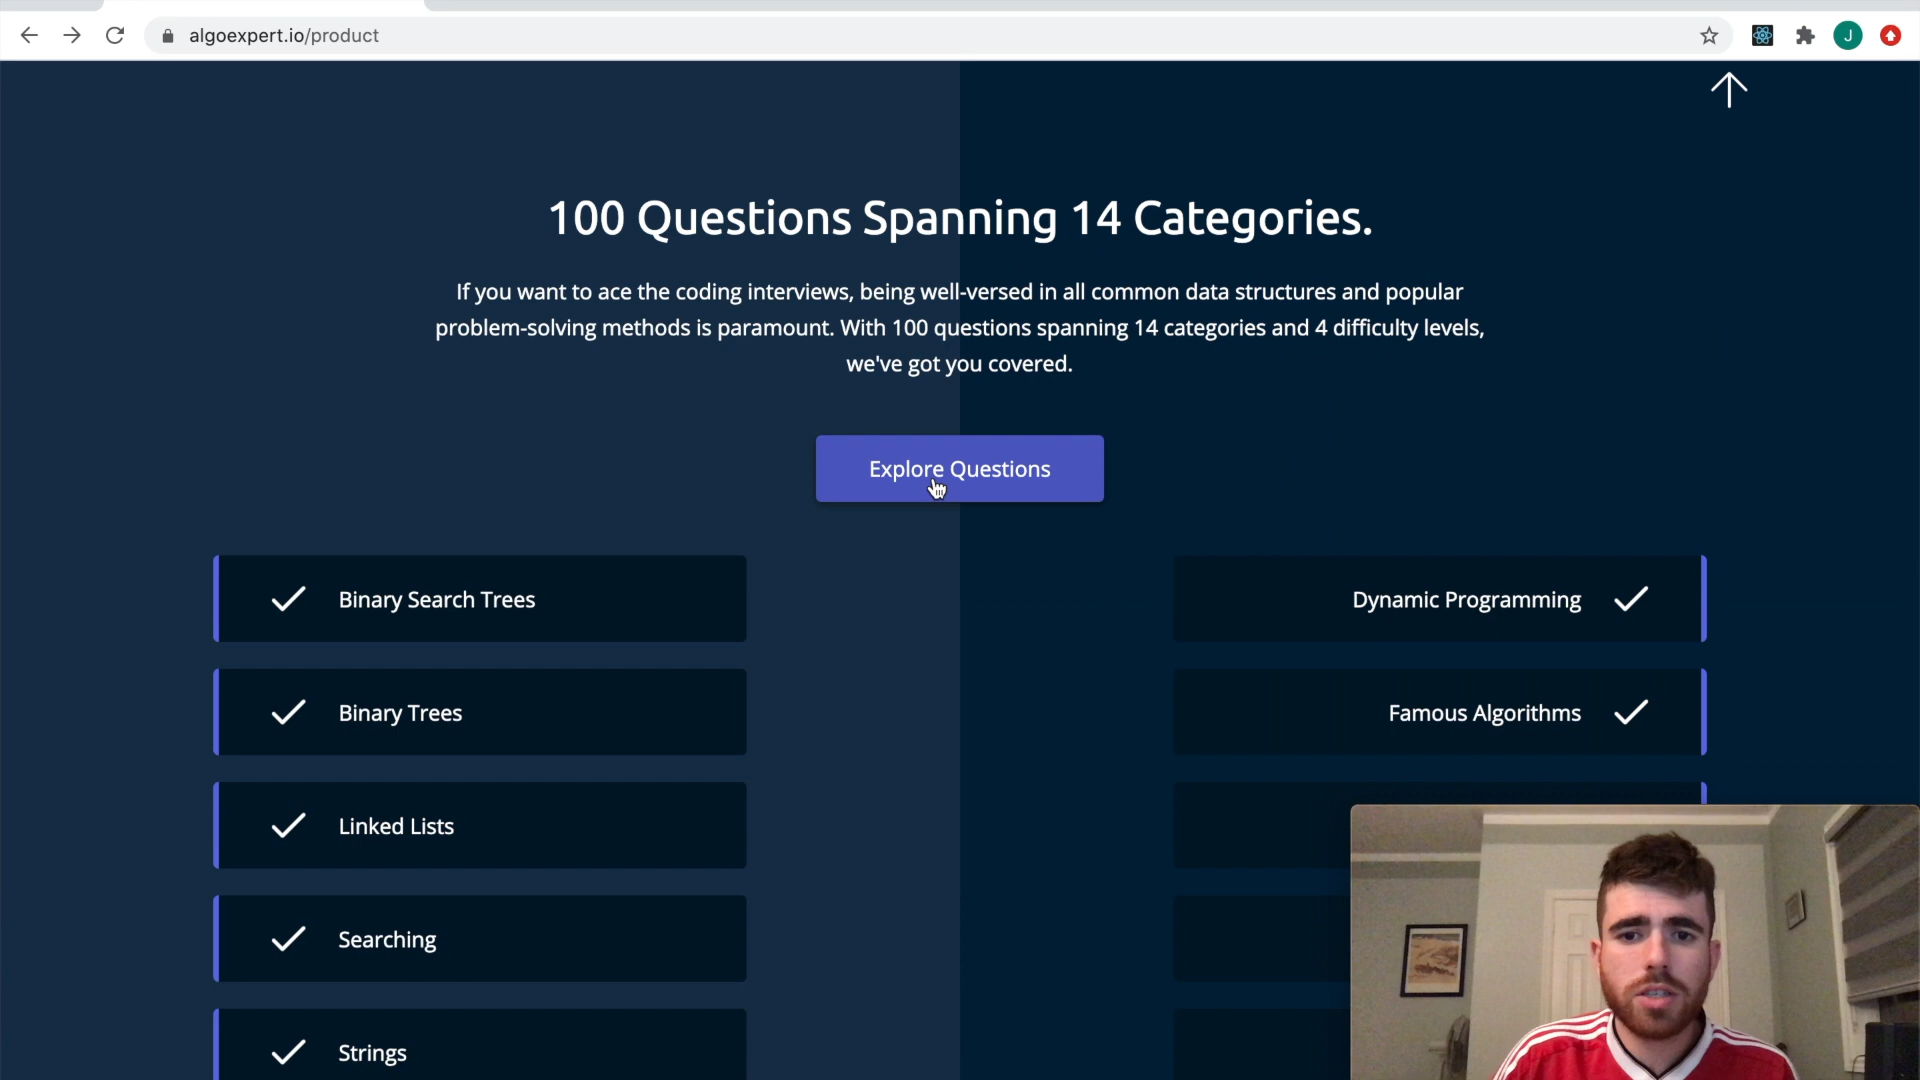 algoexpert.io/product
J
100 Questions Spanning 14 Categories.
If you want to ace the coding interviews, being well-versed in all common data structures and popular
problem-solving methods is paramount. With 100 questions spanning 14 categories and 4 difficulty levels,
we've got you covered.
Explore Questions
Binary Search Trees
Dynamic Programming
Binary Trees
Famous Algorithms
Linked Lists
Searching
Strings